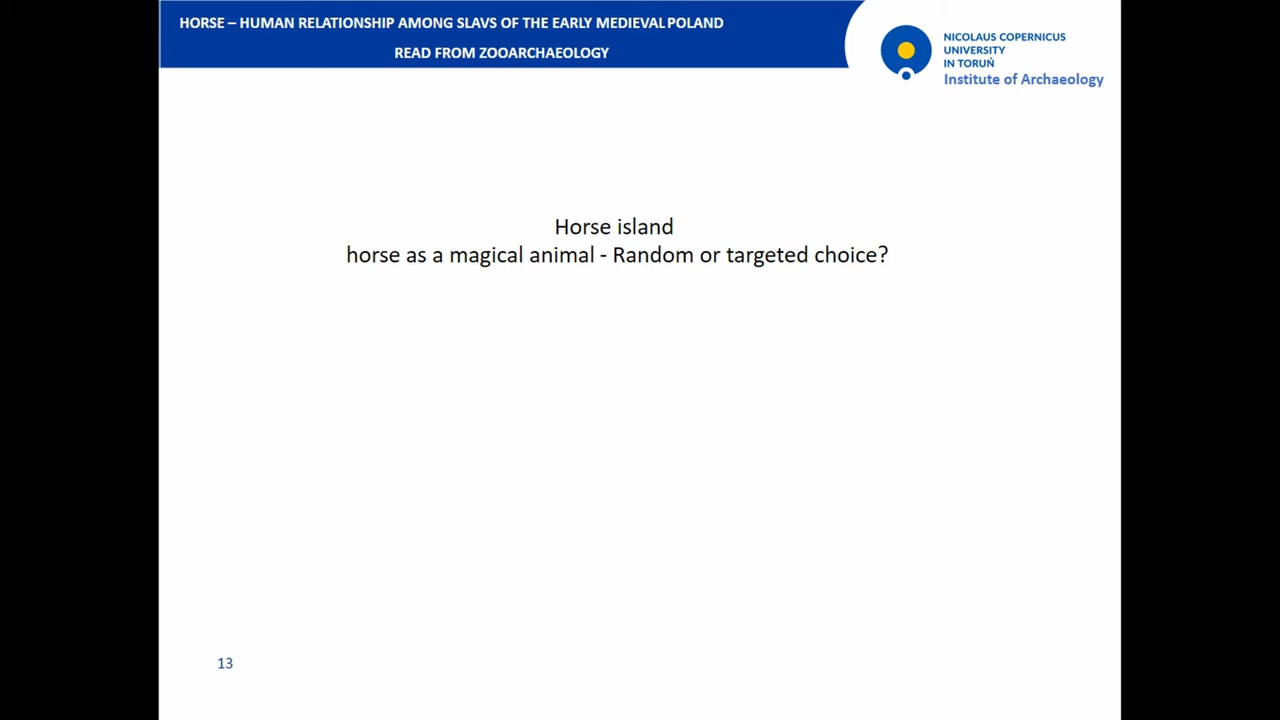 HORSE – HUMAN RELATIONSHIP AMONG SLAVS OF THE EARLY MEDIEVAL POLAND
READ FROM ZOOARCHAEOLOGY
NICOLAUS COPERNICUS
UNIVERSITY
IN TORUŃ
Institute of Archaeology
Horse island
horse as a magical animal - Random or targeted choice?
13